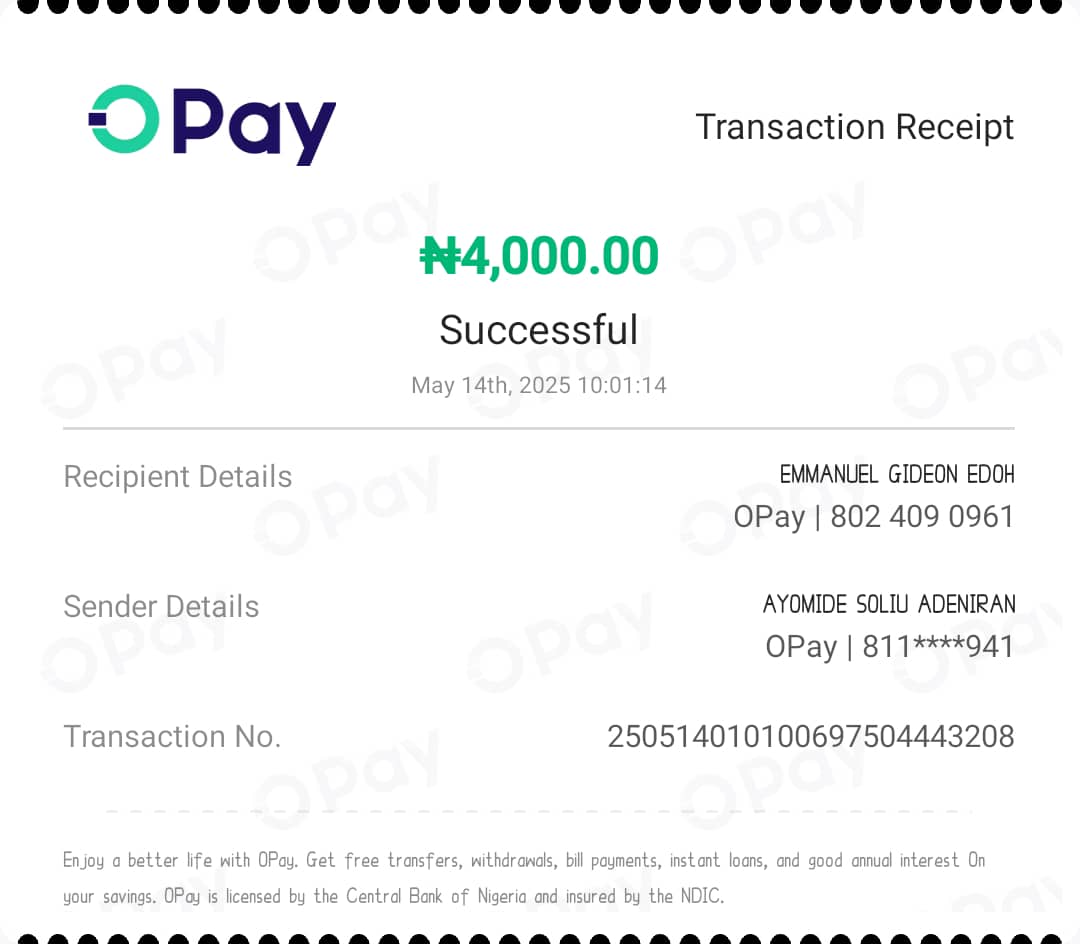 OPay
Transaction Receipt
₦4,000.00
Successful
May 14th, 2025 10:01:14
Recipient Details
EMMANUEL GIDEON EDOH
OPay | 802 409 0961
Sender Details
AYOMIDE SOLIU ADENIRAN
OPay | 811****941
Transaction No.
250514010100697504443208
Enjoy a better life with OPay. Get free transfers, withdrawals, bill payments, instant loans, and good annual interest On
your savings. OPay is licensed by the Central Bank of Nigeria and insured by the NDIC.